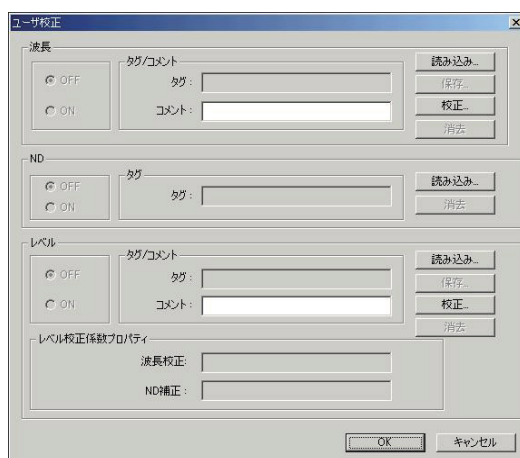 ユーザ校正
波長
OFF
ON
タグ/コメント
タグ :
コメント :
読み込み...
保存...
校正...
消去
ND
OFF
ON
タグ
タグ :
読み込み...
消去
レベル
OFF
ON
タグ/コメント
タグ :
コメント :
読み込み...
保存...
校正...
消去
レベル校正係数プロパティ
波長校正:
ND補正 :
OK
キャンセル